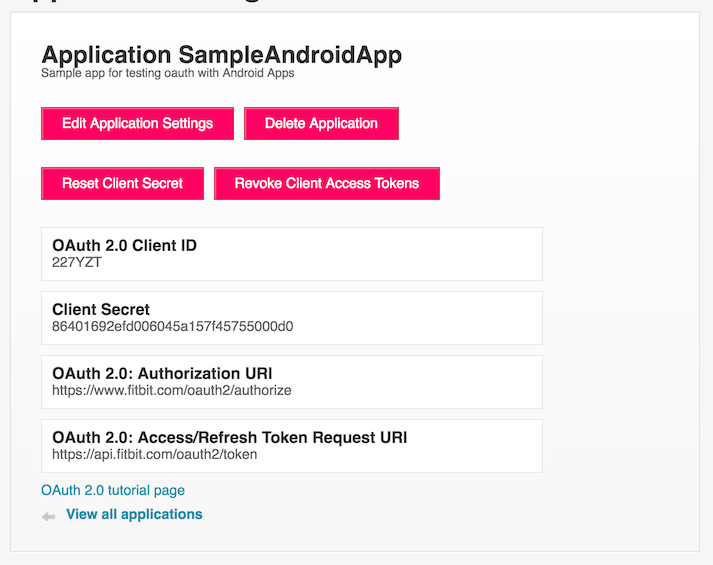 Application SampleAndroidApp
Sample app for testing oauth with Android Apps
Edit Application Settings Delete Application
Reset Client Secret Revoke Client Access Tokens
OAuth 2.0 Client ID
227YZT
Client Secret
86401692efd006045a157f45755000d0
OAuth 2.0: Authorization URI
https://www.fitbit.com/oauth2/authorize
OAuth 2.0: Access/Refresh Token Request URI
https://api.fitbit.com/oauth2/token
OAuth 2.0 tutorial page
View all applications